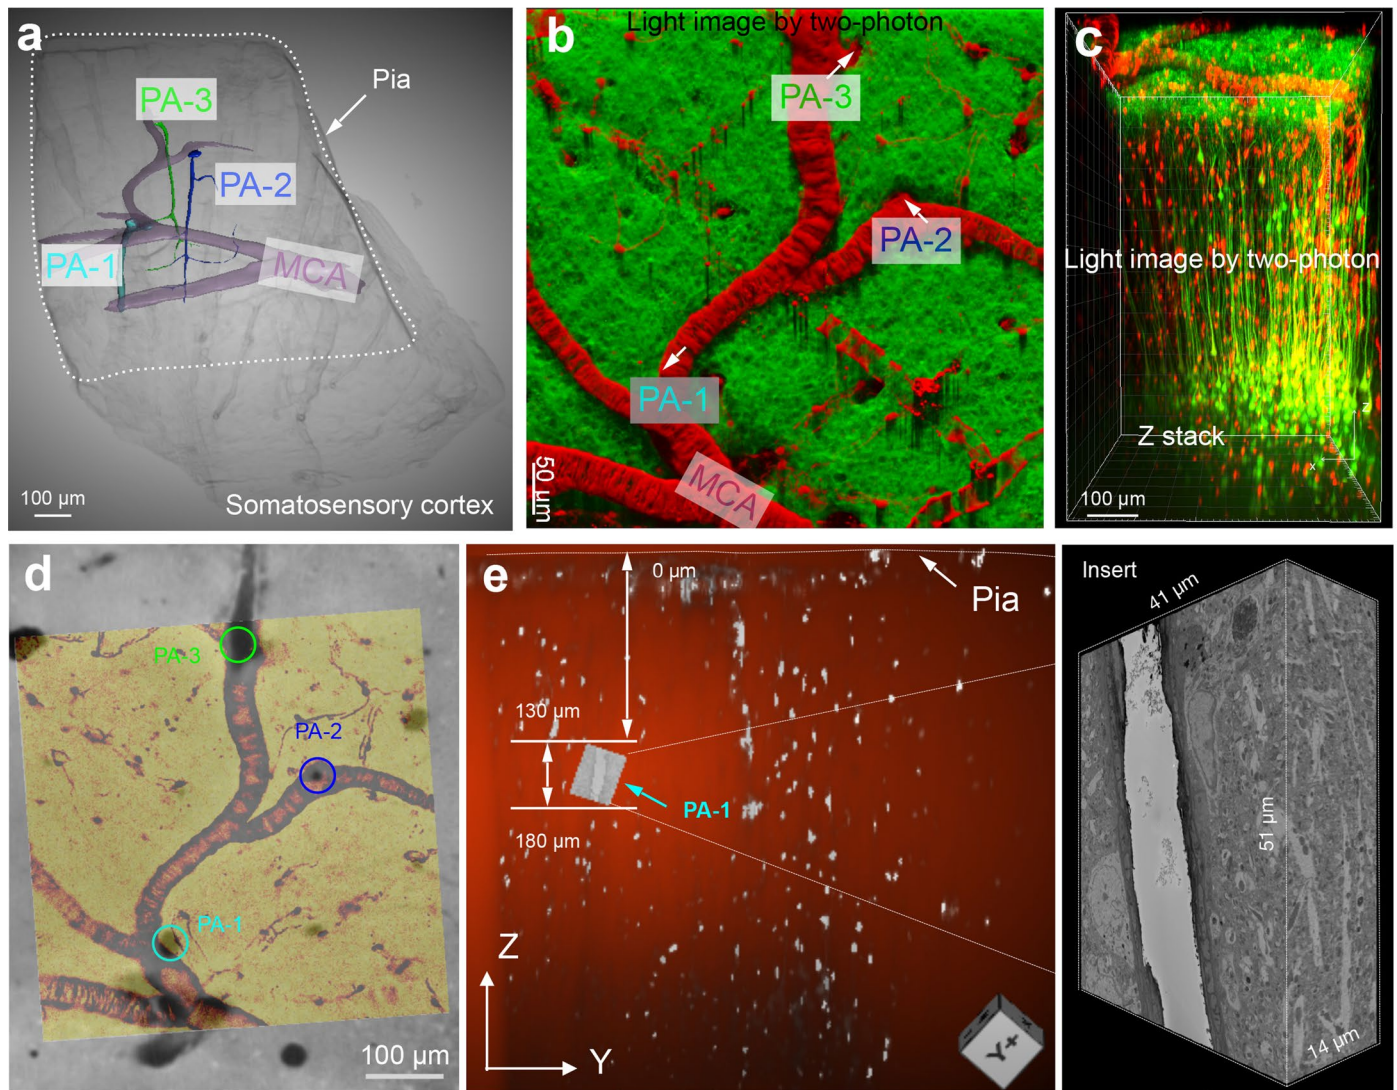 a
PA-3
Pia
PA-2
PA-1
MCA
100 µm
Somatosensory cortex
b
Light image by two-photon
PA-3
PA-2
PA-1
MCA
50 µm
c
Light image by two-photon
Z stack
z
x
100 µm
d
PA-3
PA-2
PA-1
100 µm
e
0 µm
Pia
130 µm
PA-1
180 µm
Z
Y
Y+
Insert
41 µm
51 µm
14 µm